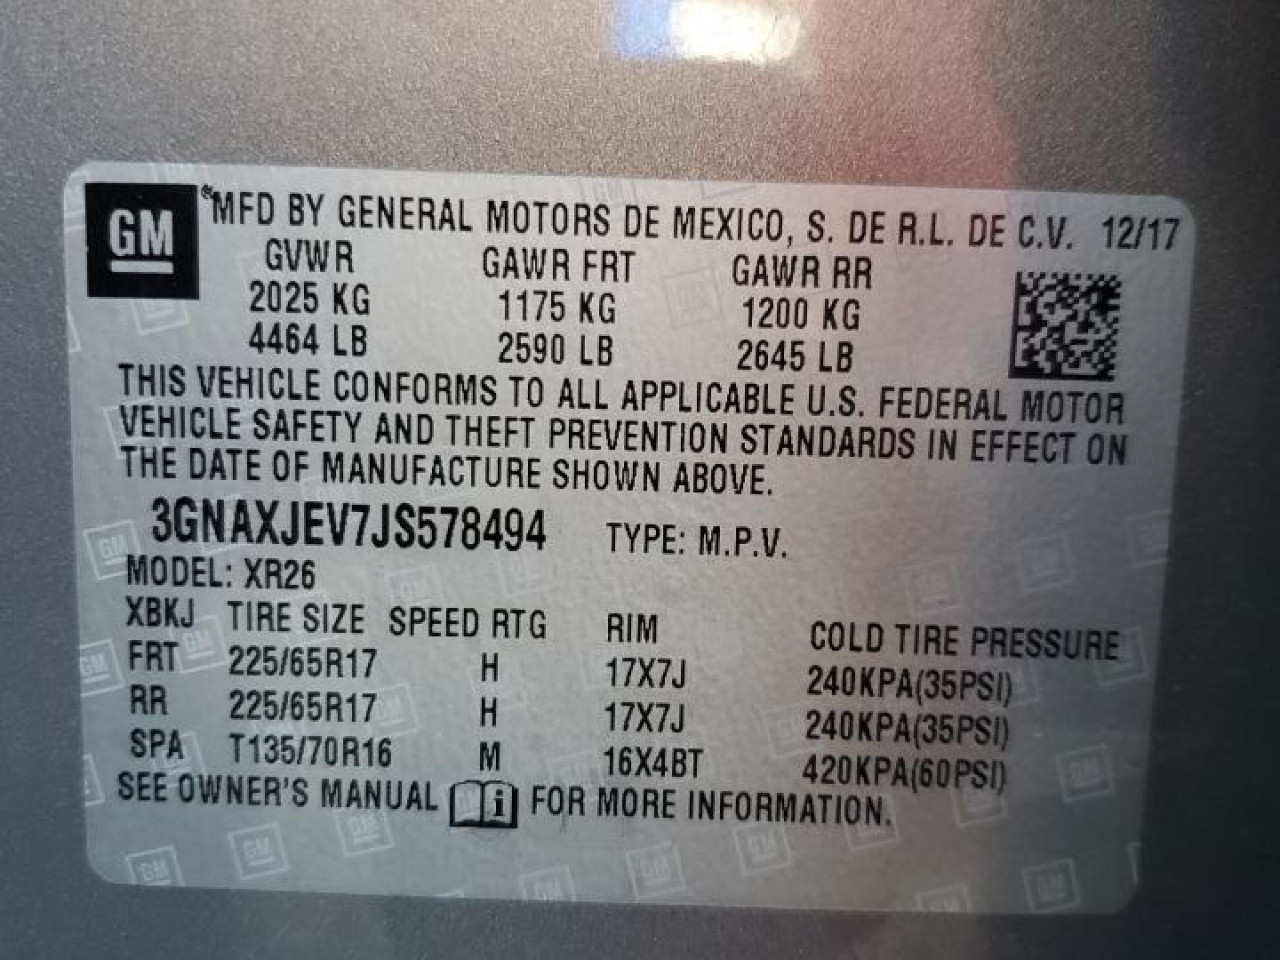 GM
®MFD BY GENERAL MOTORS DE MEXICO, S. DE R.L. DE C.V. 12/17
GVWR GAWR FRT GAWR RR
2025 KG 1175 KG 1200 KG
4464 LB 2590 LB 2645 LB
THIS VEHICLE CONFORMS TO ALL APPLICABLE U.S. FEDERAL MOTOR
VEHICLE SAFETY AND THEFT PREVENTION STANDARDS IN EFFECT ON
THE DATE OF MANUFACTURE SHOWN ABOVE.
3GNAXJEV7JS578494 TYPE: M.P.V.
MODEL: XR26
XBKJ TIRE SIZE SPEED RTG RIM COLD TIRE PRESSURE
FRT 225/65R17 H 17X7J 240KPA(35PSI)
RR 225/65R17 H 17X7J 240KPA(35PSI)
SPA T135/70R16 M 16X4BT 420KPA(60PSI)
SEE OWNER'S MANUAL i FOR MORE INFORMATION.